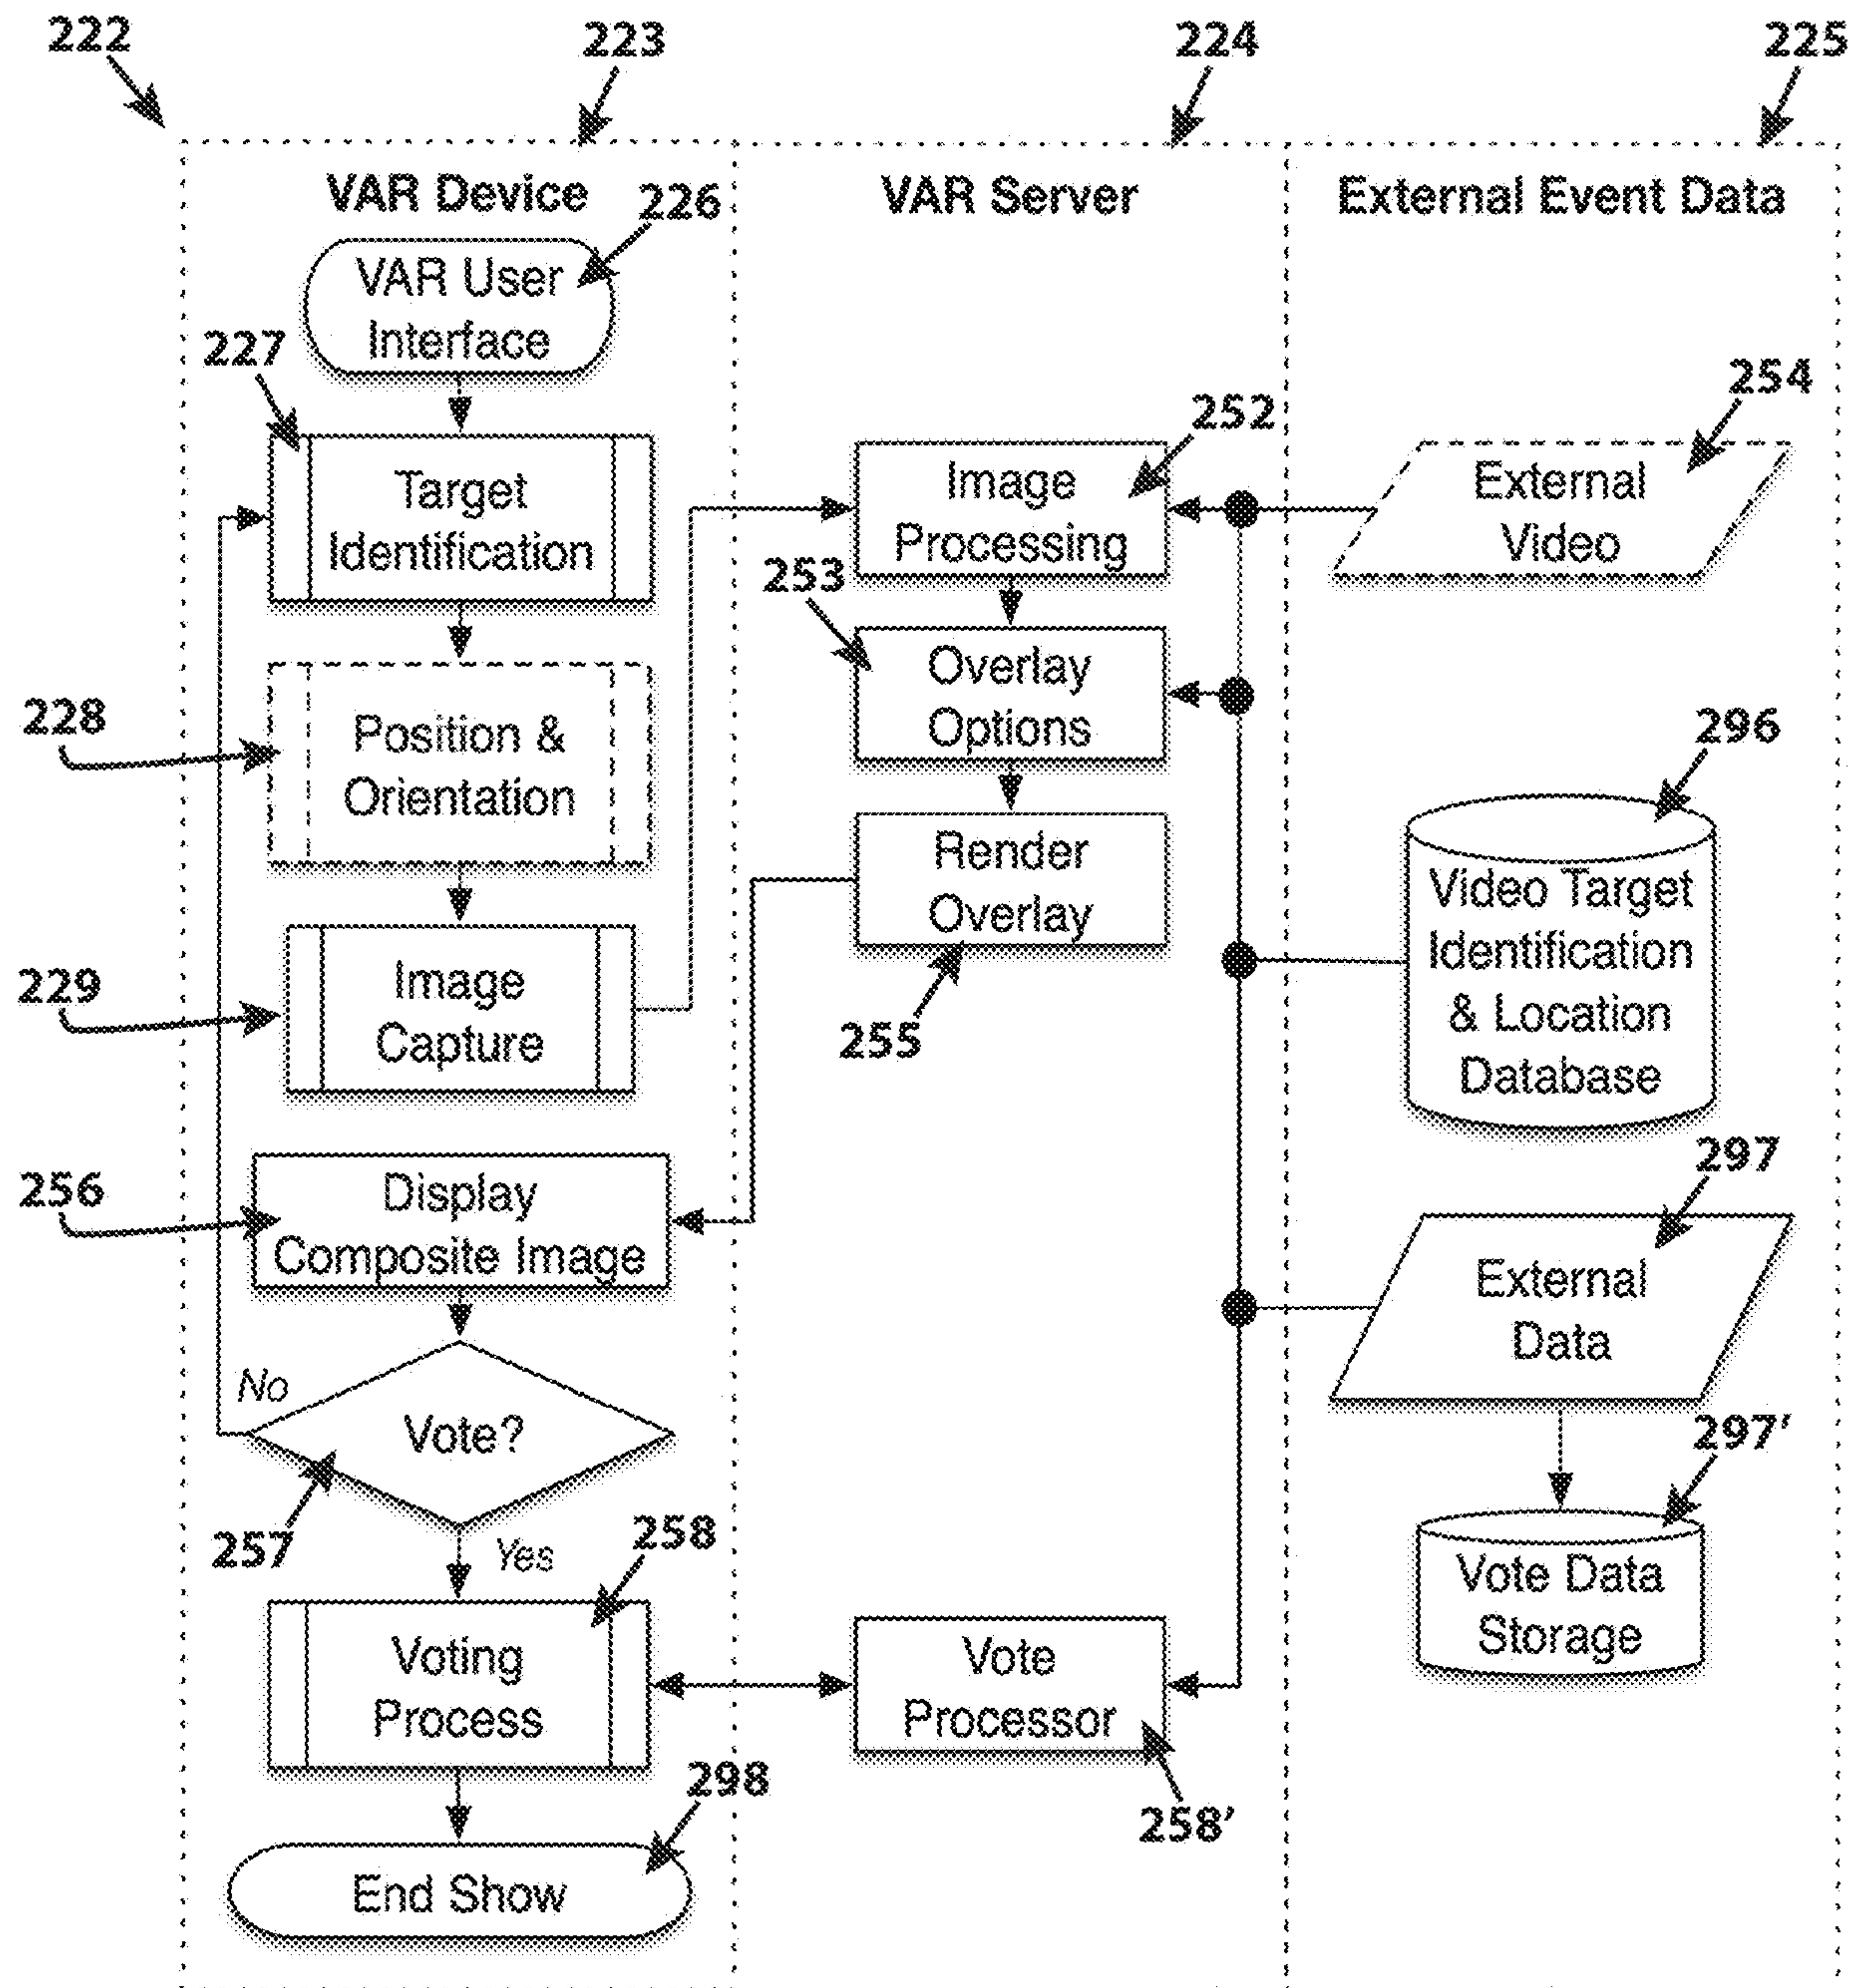 222
223
224
225
VAR Device
VAR Server
External Event Data
226
VAR User
Interface
227
254
252
Target
Identification
Image
Processing
External
Video
253
Overlay
Options
228
Position &
Orientation
296
Render
Overlay
Video Target
Identification
& Location
Database
229
Image
Capture
255
297
256
Display
Composite Image
External
Data
No
Vote?
297'
257
Yes
258
Vote Data
Storage
Voting
Process
Vote
Processor
298
258'
End Show